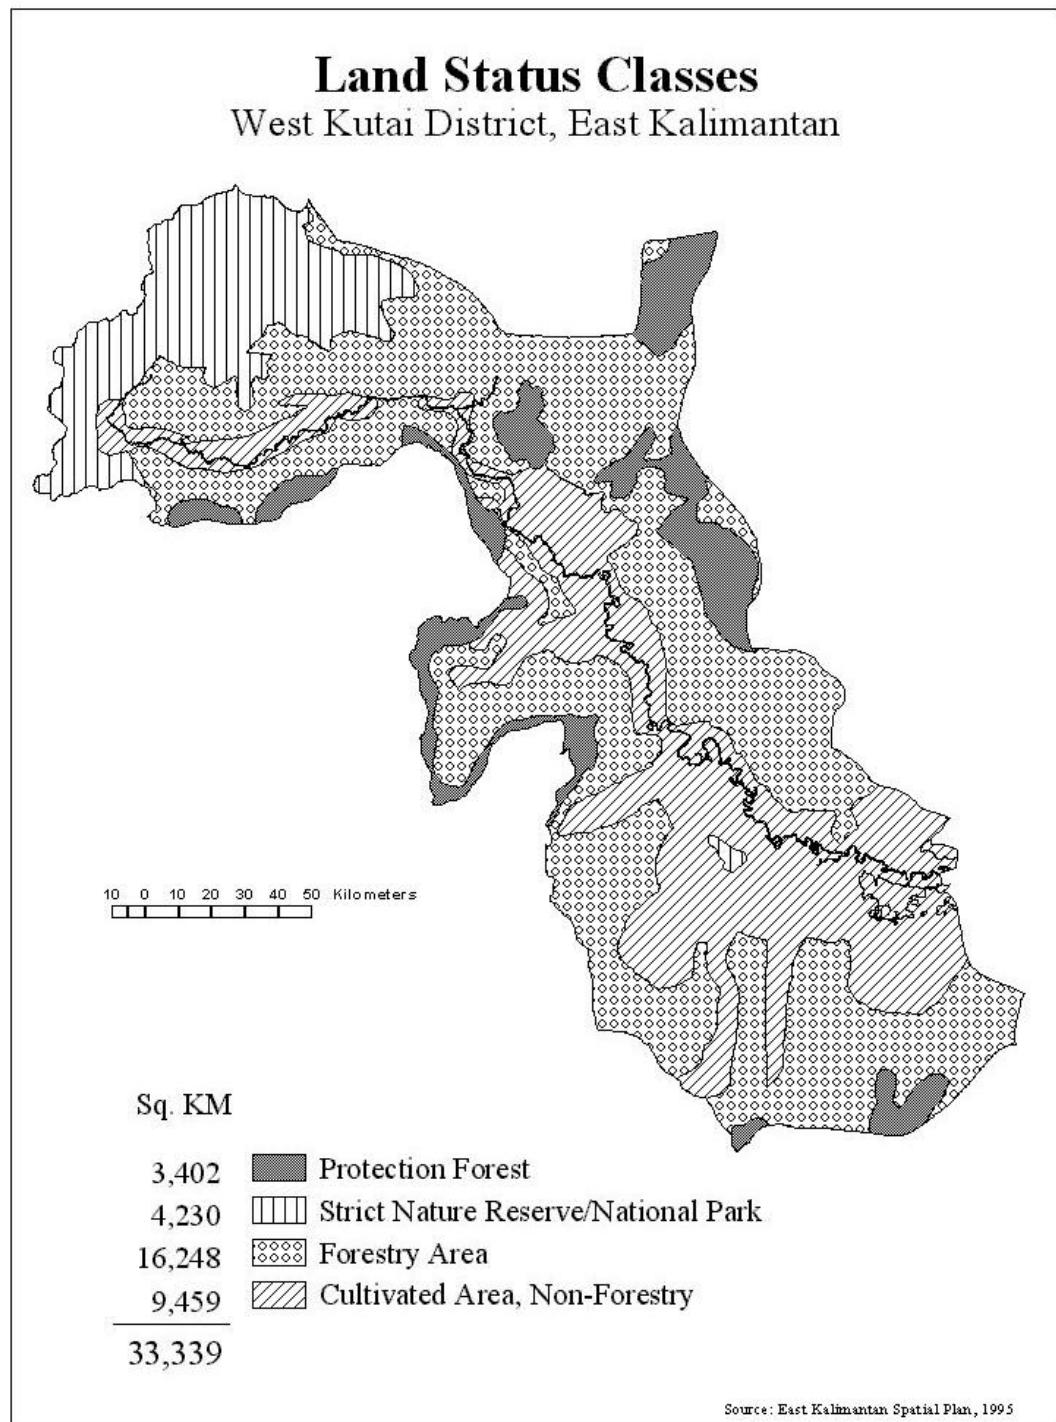 Land Status Classes
West Kutai District, East Kalimantan
10 0 10 20 30 40 50 Kilometers
Sq. KM
3,402 Protection Forest
4,230 Strict Nature Reserve/National Park
16,248 Forestry Area
9,459 Cultivated Area, Non-Forestry
33,339
Source: East Kalimantan Spatial Plan, 1995